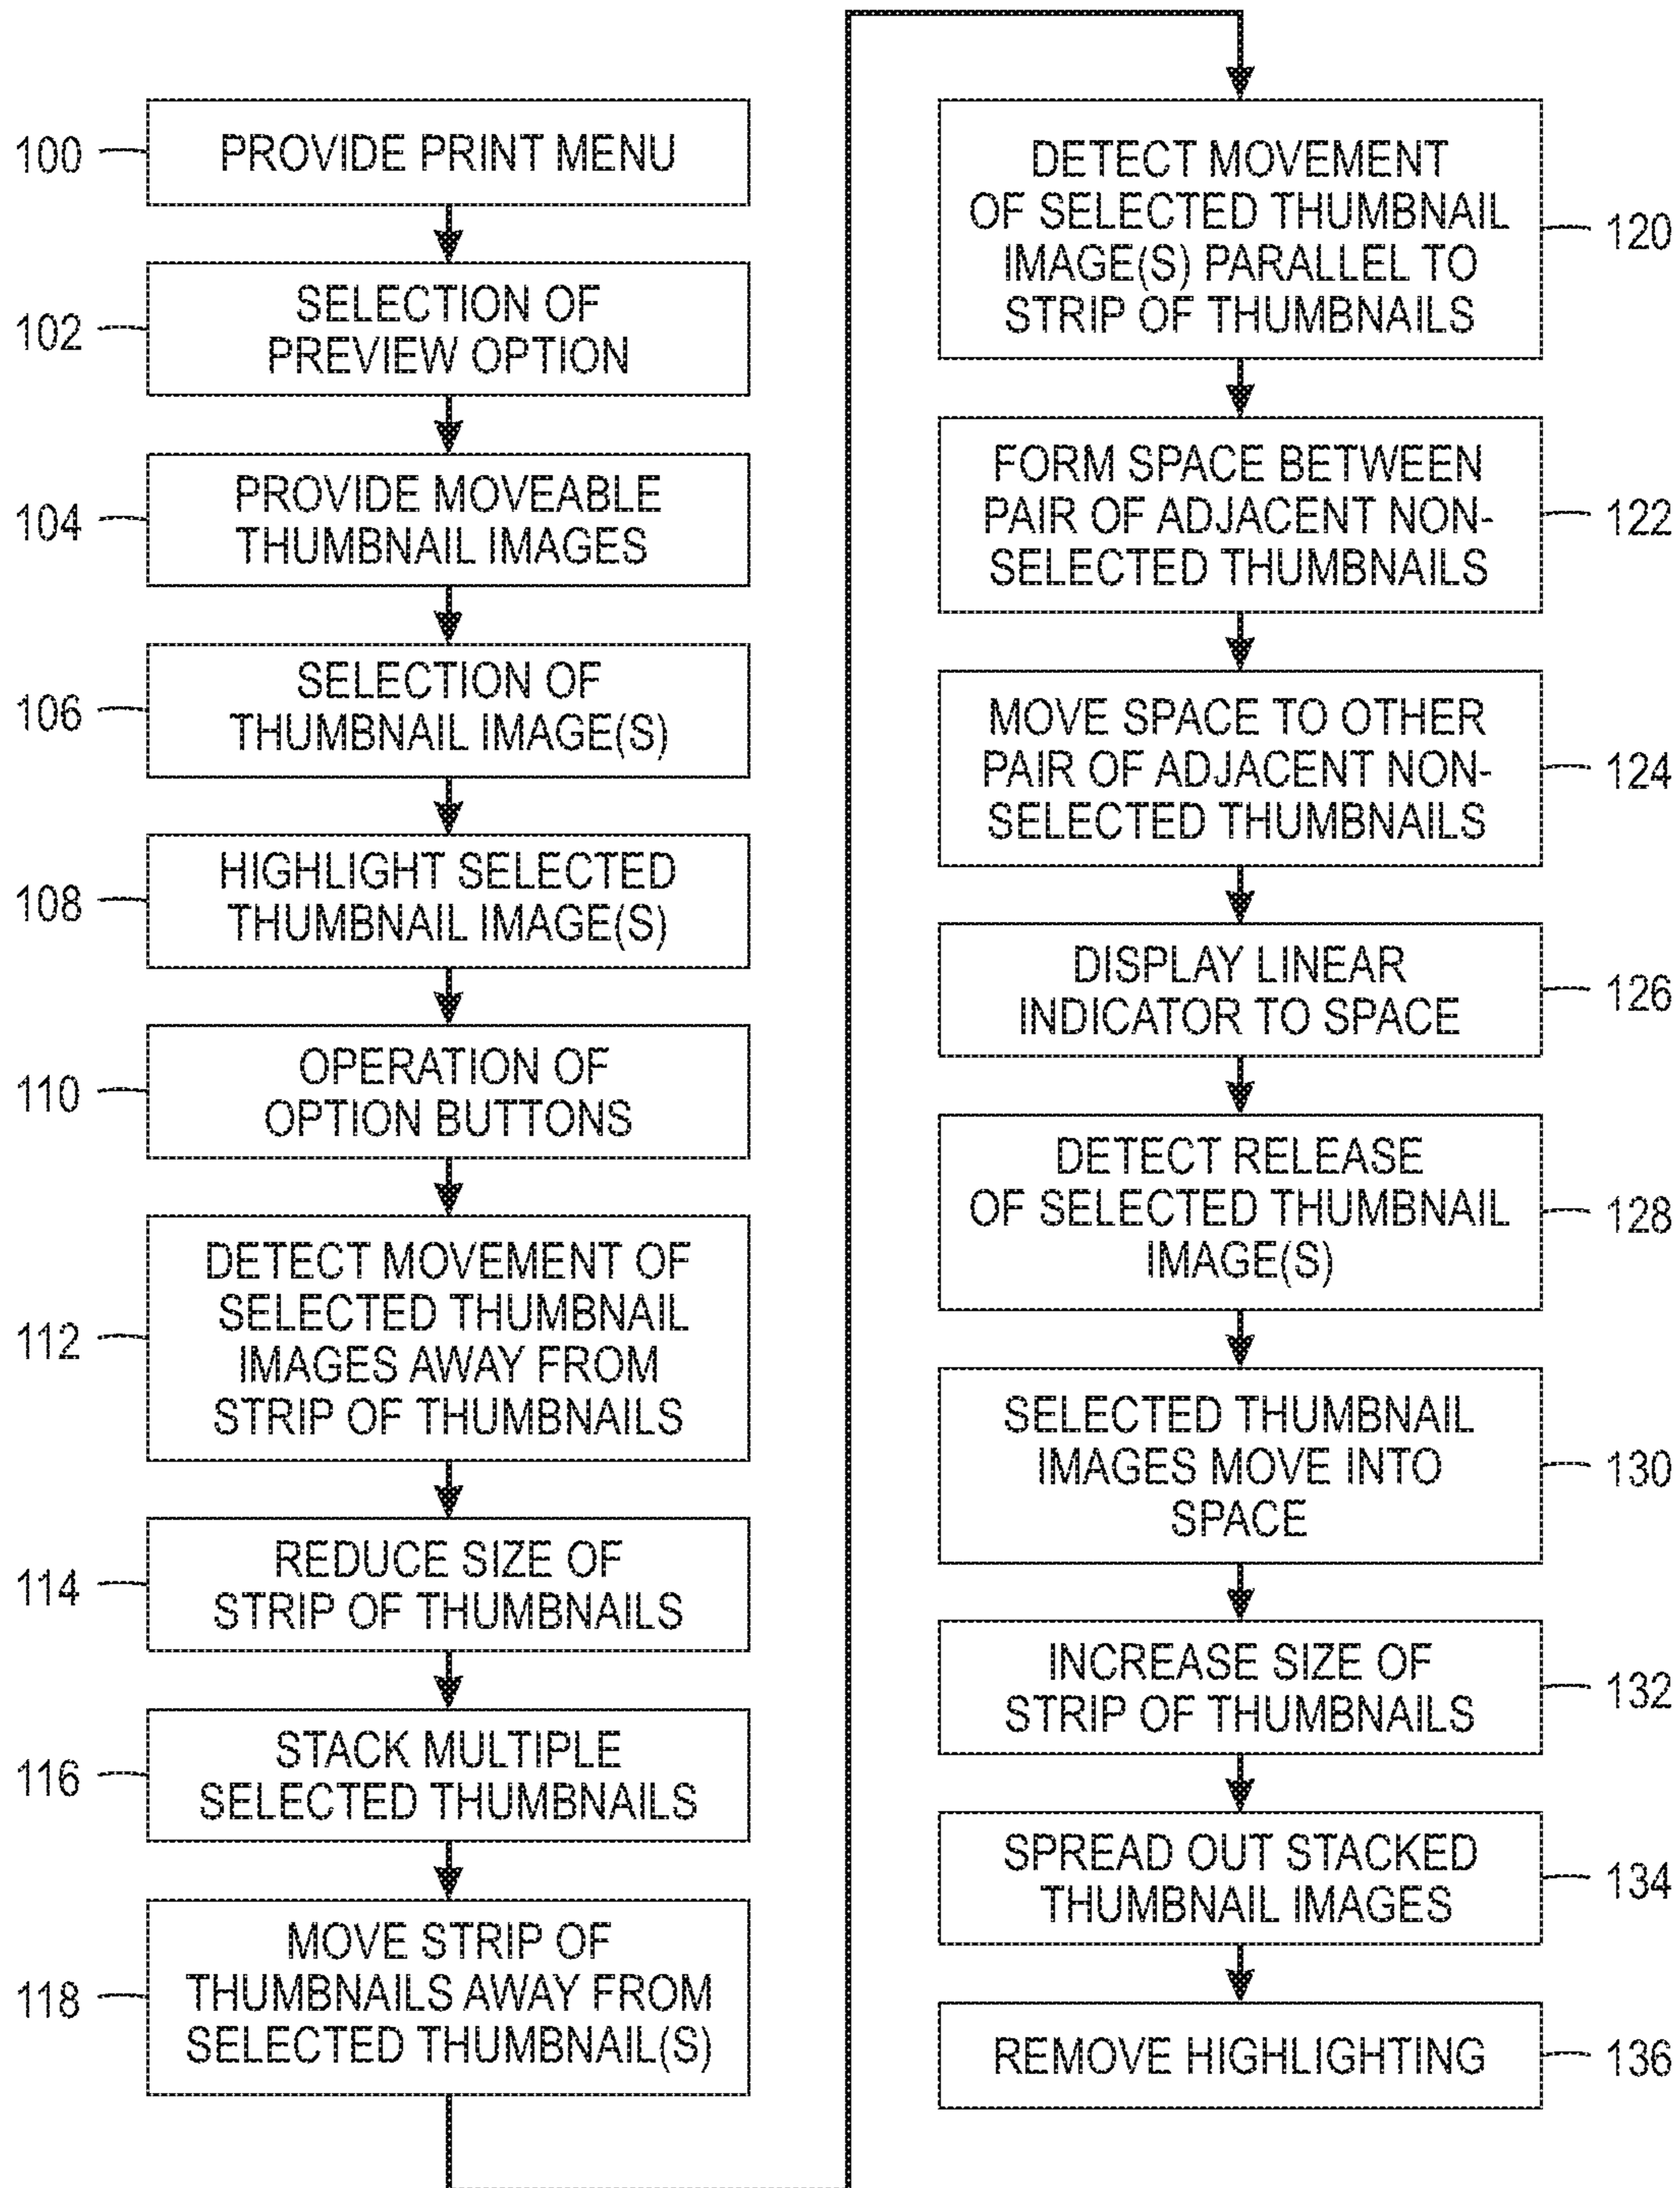 100
PROVIDE PRINT MENU
102
SELECTION OF
PREVIEW OPTION
104
PROVIDE MOVEABLE
THUMBNAIL IMAGES
106
SELECTION OF
THUMBNAIL IMAGE(S)
108
HIGHLIGHT SELECTED
THUMBNAIL IMAGE(S)
110
OPERATION OF
OPTION BUTTONS
112
DETECT MOVEMENT OF
SELECTED THUMBNAIL
IMAGES AWAY FROM
STRIP OF THUMBNAILS
114
REDUCE SIZE OF
STRIP OF THUMBNAILS
116
STACK MULTIPLE
SELECTED THUMBNAILS
118
MOVE STRIP OF
THUMBNAILS AWAY FROM
SELECTED THUMBNAIL(S)
DETECT MOVEMENT
OF SELECTED THUMBNAIL
IMAGE(S) PARALLEL TO
STRIP OF THUMBNAILS
120
FORM SPACE BETWEEN
PAIR OF ADJACENT NON-
SELECTED THUMBNAILS
122
MOVE SPACE TO OTHER
PAIR OF ADJACENT NON-
SELECTED THUMBNAILS
124
DISPLAY LINEAR
INDICATOR TO SPACE
126
DETECT RELEASE
OF SELECTED THUMBNAIL
IMAGE(S)
128
SELECTED THUMBNAIL
IMAGES MOVE INTO
SPACE
130
INCREASE SIZE OF
STRIP OF THUMBNAILS
132
SPREAD OUT STACKED
THUMBNAIL IMAGES
134
REMOVE HIGHLIGHTING
136